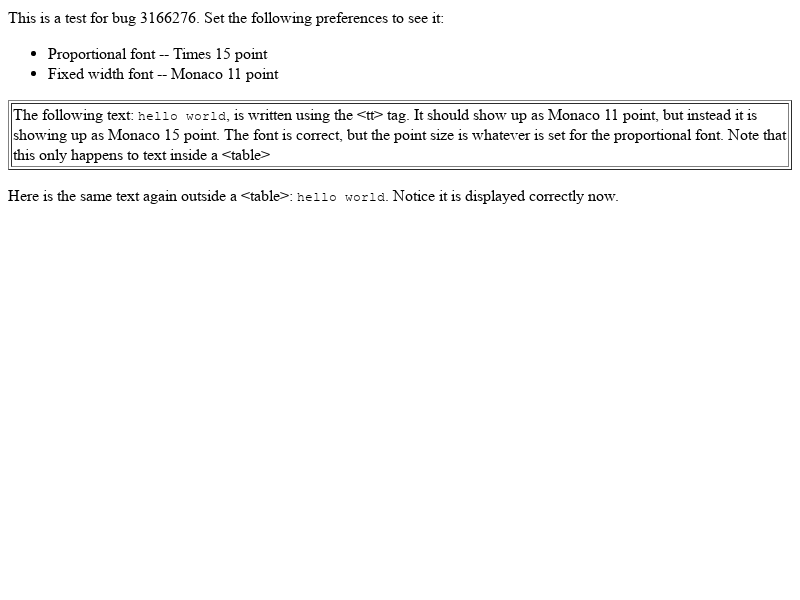 This is a test for bug 3166276. Set the following preferences to see it:
Proportional font -- Times 15 point
Fixed width font -- Monaco 11 point
The following text: hello world, is written using the <tt> tag. It should show up as Monaco 11 point, but instead it is
showing up as Monaco 15 point. The font is correct, but the point size is whatever is set for the proportional font. Note that
this only happens to text inside a <table>
Here is the same text again outside a <table>: hello world. Notice it is displayed correctly now.